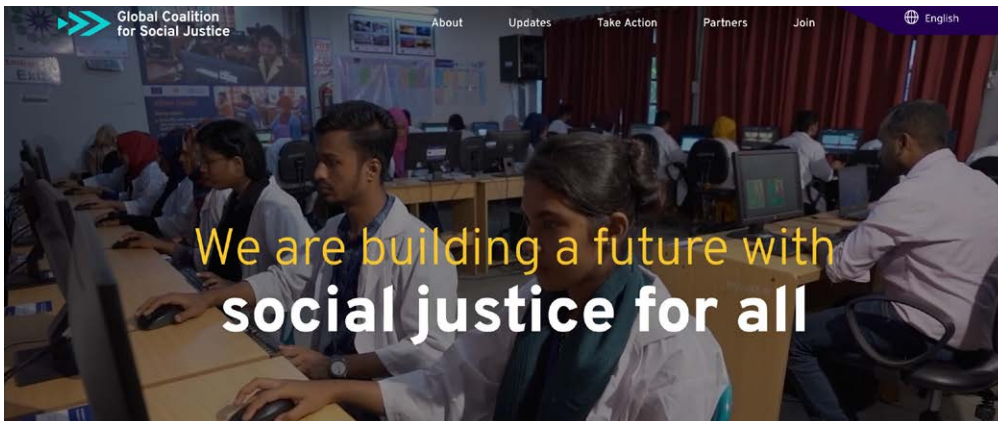 Global Coalition
for Social Justice
About Updates Take Action Partners Join
English
We are building a future with
social justice for all